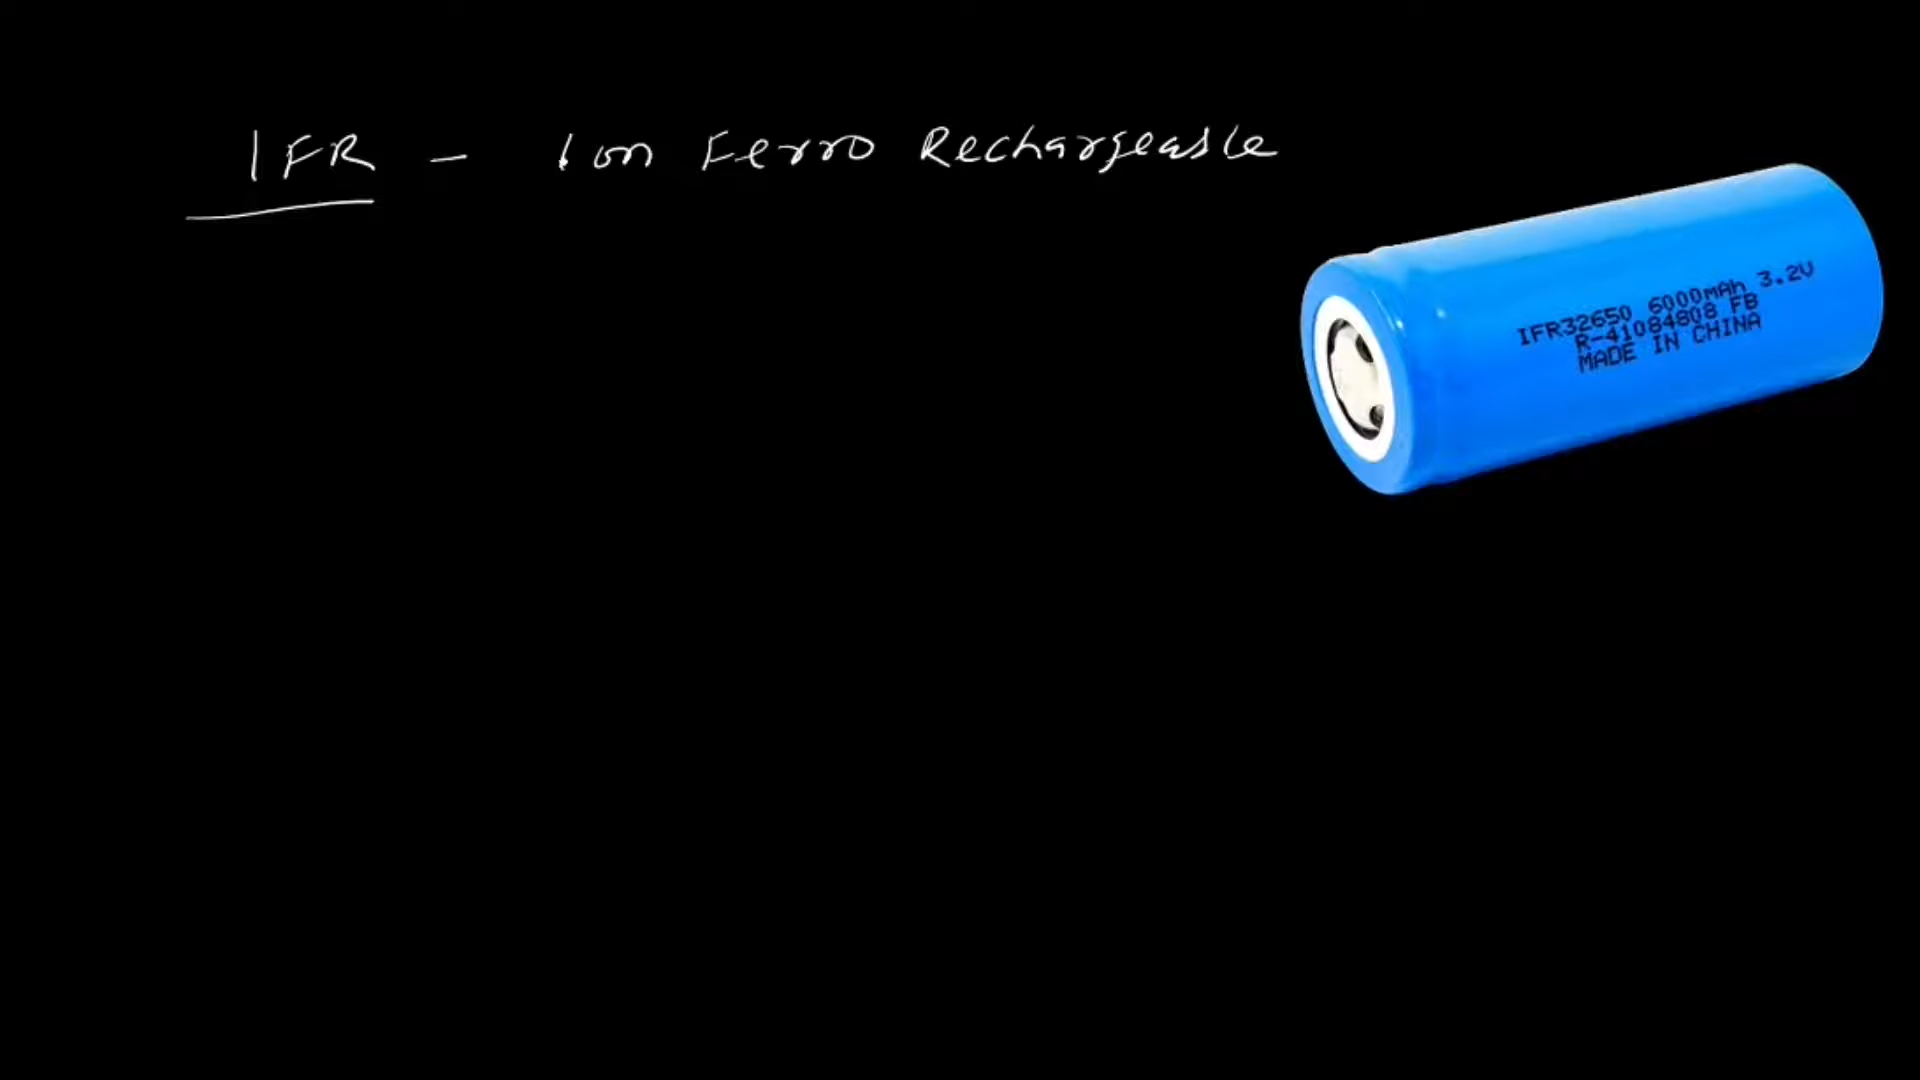 IFR - Ion Ferro Rechargeable
IFR32650 6000mAh 3.2V
R-41084808 FB
MADE IN CHINA